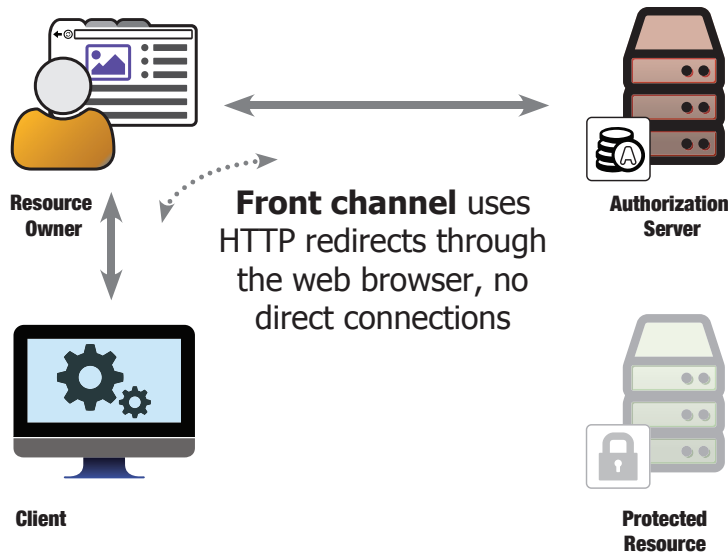 Resource
Owner
Front channel uses
HTTP redirects through
the web browser, no
direct connections
A
Authorization
Server
Client
Protected
Resource